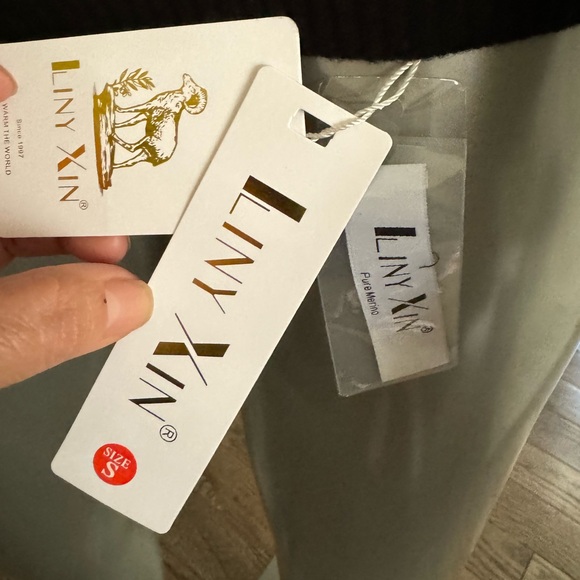 LINY XIN®
Since 1997
WARM THE WORLD
LINY XIN®
SIZE
S
LINY XIN®
Pure Merino